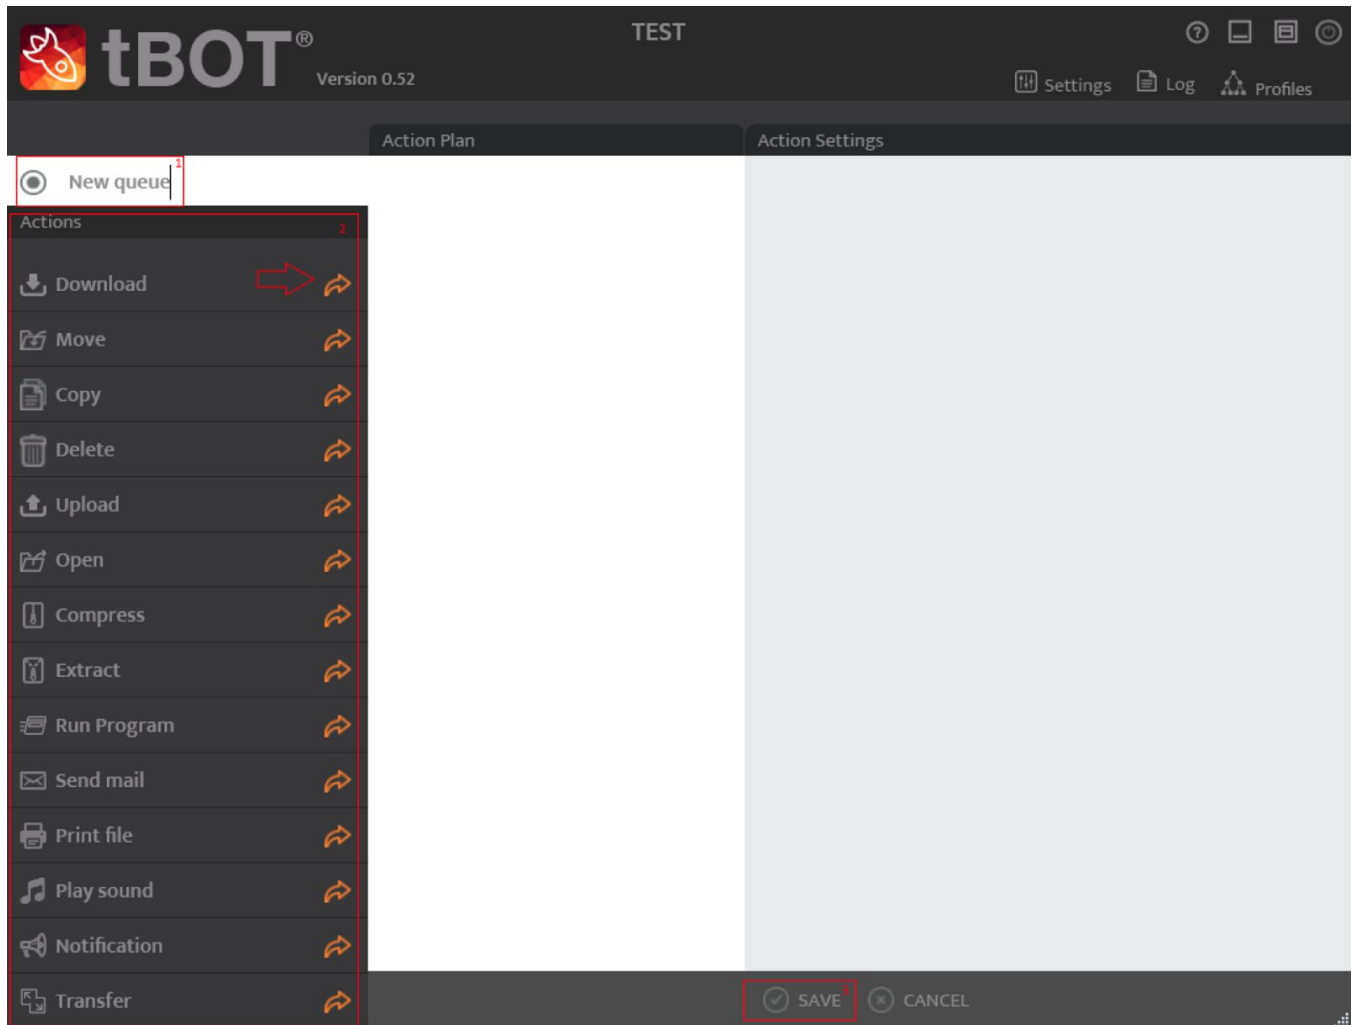 tBOT®
Version 0.52
TEST
Settings
Log
Profiles
Action Plan
Action Settings
New queue
1
Actions
2
Download
Move
Copy
Delete
Upload
Open
Compress
Extract
Run Program
Send mail
Print file
Play sound
Notification
Transfer
SAVE
CANCEL